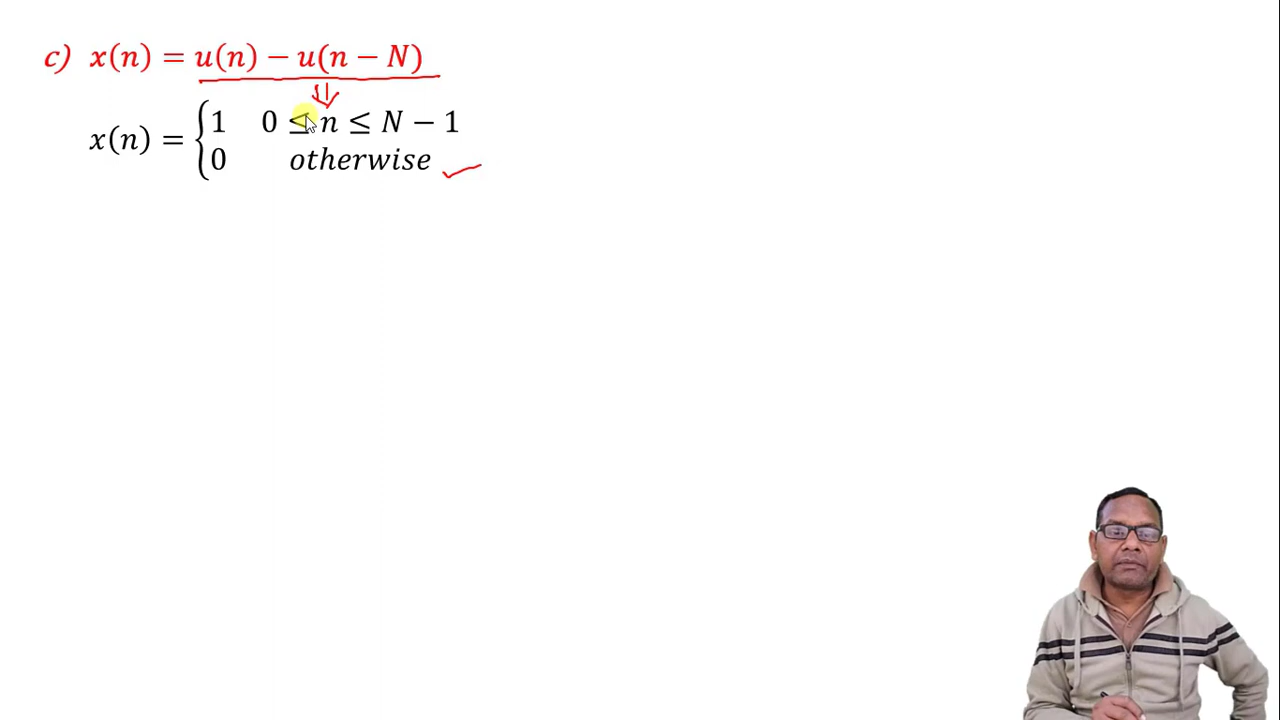 c) x(n) = u(n) − u(n − N)
x(n) = {1 0 ≤ n ≤ N − 1
0 otherwise